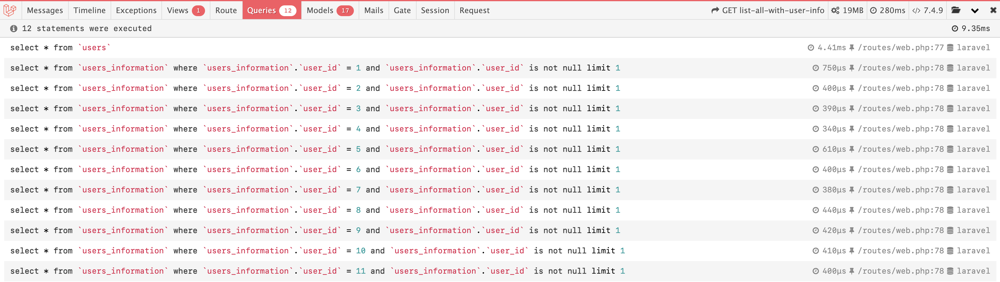 Messages Timeline Exceptions Views 1 Route Queries 12 Models 17 Mails Gate Session Request GET list-all-with-user-info 19MB 280ms </> 7.4.9
12 statements were executed 9.35ms
select * from `users` 4.41ms /routes/web.php:77 laravel
select * from `users_information` where `users_information`.`user_id` = 1 and `users_information`.`user_id` is not null limit 1 750μs /routes/web.php:78 laravel
select * from `users_information` where `users_information`.`user_id` = 2 and `users_information`.`user_id` is not null limit 1 400μs /routes/web.php:78 laravel
select * from `users_information` where `users_information`.`user_id` = 3 and `users_information`.`user_id` is not null limit 1 390μs /routes/web.php:78 laravel
select * from `users_information` where `users_information`.`user_id` = 4 and `users_information`.`user_id` is not null limit 1 340μs /routes/web.php:78 laravel
select * from `users_information` where `users_information`.`user_id` = 5 and `users_information`.`user_id` is not null limit 1 610μs /routes/web.php:78 laravel
select * from `users_information` where `users_information`.`user_id` = 6 and `users_information`.`user_id` is not null limit 1 400μs /routes/web.php:78 laravel
select * from `users_information` where `users_information`.`user_id` = 7 and `users_information`.`user_id` is not null limit 1 380μs /routes/web.php:78 laravel
select * from `users_information` where `users_information`.`user_id` = 8 and `users_information`.`user_id` is not null limit 1 440μs /routes/web.php:78 laravel
select * from `users_information` where `users_information`.`user_id` = 9 and `users_information`.`user_id` is not null limit 1 420μs /routes/web.php:78 laravel
select * from `users_information` where `users_information`.`user_id` = 10 and `users_information`.`user_id` is not null limit 1 410μs /routes/web.php:78 laravel
select * from `users_information` where `users_information`.`user_id` = 11 and `users_information`.`user_id` is not null limit 1 400μs /routes/web.php:78 laravel